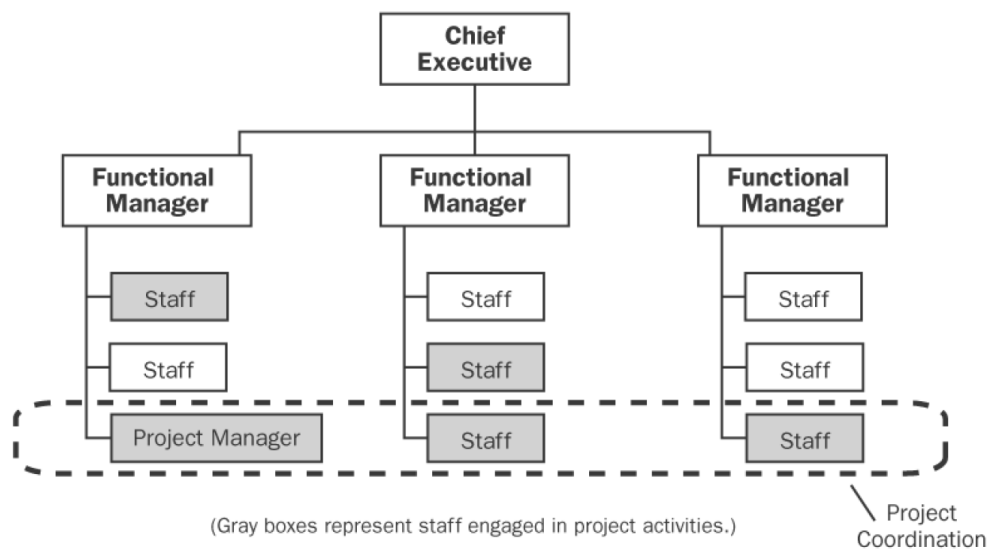 Chief
Executive
Functional
Manager
Functional
Manager
Functional
Manager
Staff
Staff
Staff
Staff
Staff
Staff
Project Manager
Staff
Staff
(Gray boxes represent staff engaged in project activities.)
Project
Coordination